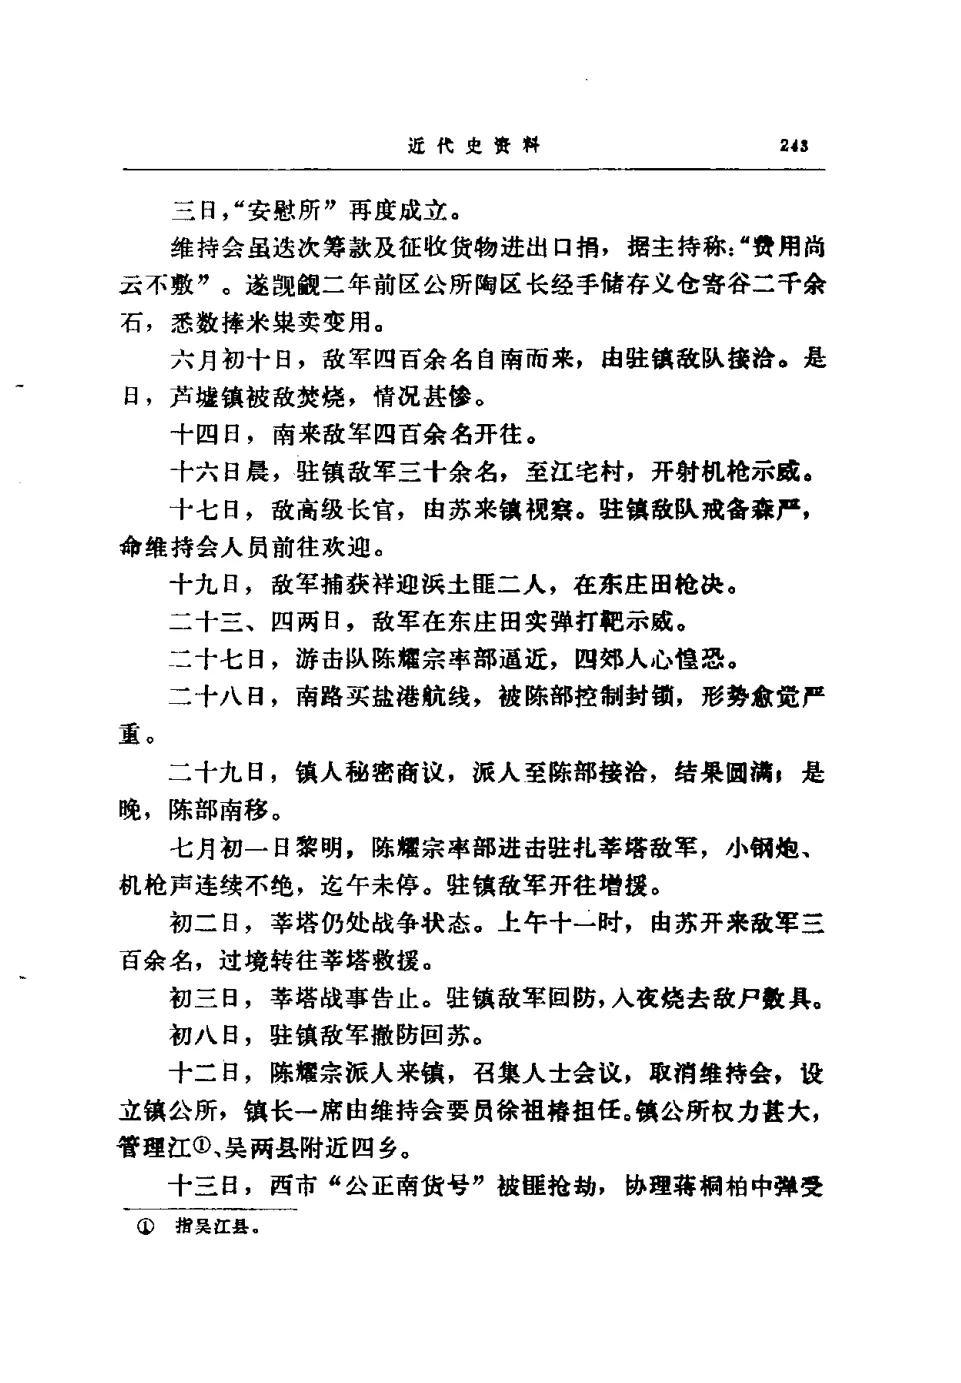 近代史资料 243
三日，“安慰所”再度成立。
维持会虽迭次筹款及征收货物进出口捐，据主持称：“费用尚
云不敷”。遂觊觎二年前区公所陶区长经手储存义仓寄谷二千余
石，悉数捧米粜卖变用。
六月初十日，敌军四百余名自南而来，由驻镇敌队接洽。是
日，芦墟镇被敌焚烧，情况甚惨。
十四日，南来敌军四百余名开往。
十六日晨，驻镇敌军三十余名，至江宅村，开射机枪示威。
十七日，敌高级长官，由苏来镇视察。驻镇敌队戒备森严，
命维持会人员前往欢迎。
十九日，敌军捕获祥迎浜土匪二人，在东庄田枪决。
二十三、四两日，敌军在东庄田实弹打靶示威。
二十七日，游击队陈耀宗率部逼近，四郊人心惶恐。
二十八日，南路买盐港航线，被陈部控制封锁，形势愈觉严
重。
二十九日，镇人秘密商议，派人至陈部接洽，结果圆满；是
晚，陈部南移。
七月初一日黎明，陈耀宗率部进击驻扎莘塔敌军，小钢炮、
机枪声连续不绝，迄午未停。驻镇敌军开往增援。
初二日，莘塔仍处战争状态。上午十一时，由苏开来敌军三
百余名，过境转往莘塔救援。
初三日，莘塔战事告止。驻镇敌军回防，入夜烧去敌尸数具。
初八日，驻镇敌军撤防回苏。
十二日，陈耀宗派人来镇，召集人士会议，取消维持会，设
立镇公所，镇长一席由维持会要员徐祖椿担任。镇公所权力甚大，
管理江①、吴两县附近四乡。
十三日，西市“公正南货号”被匪抢劫，协理蒋桐柏中弹受
① 指吴江县。